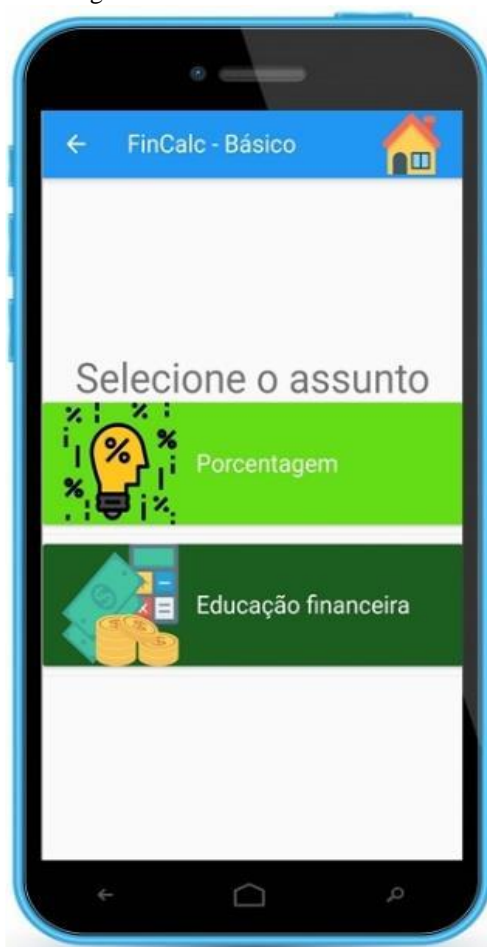 FinCalc - Básico
Selecione o assunto
Porcentagem
Educação financeira